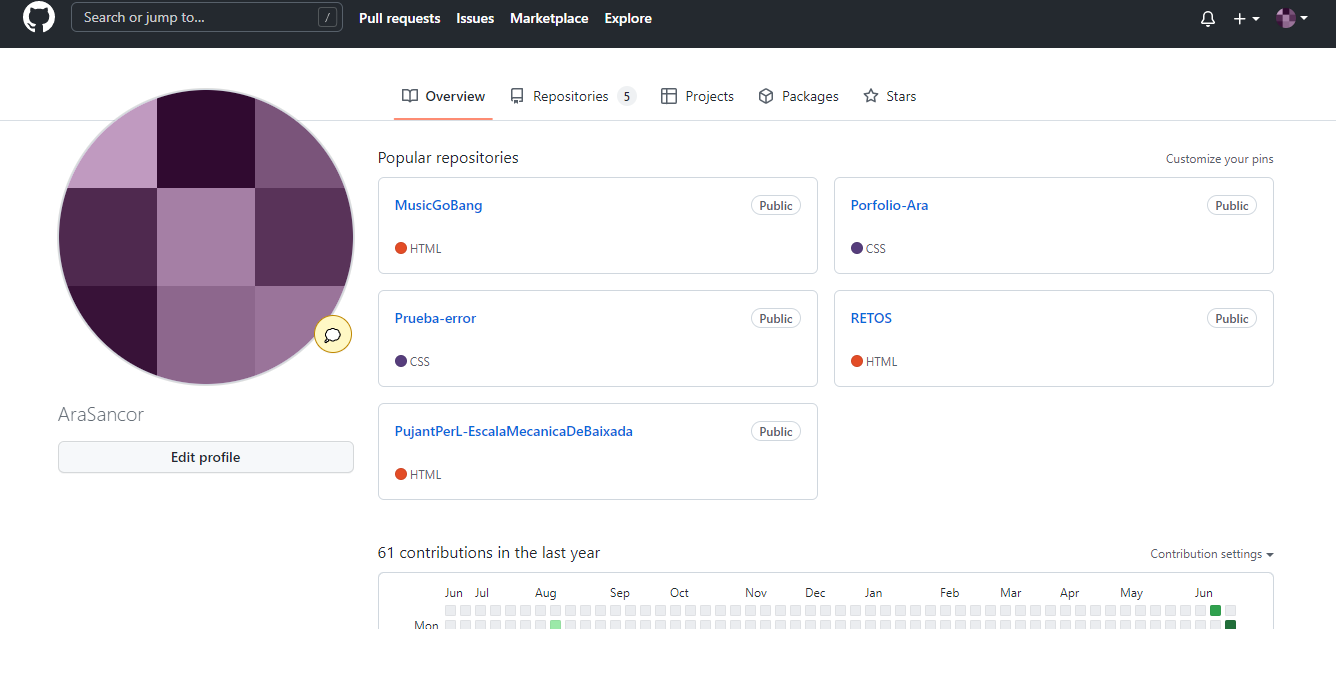 Search or jump to... /
Pull requests Issues Marketplace Explore
Overview Repositories 5 Projects Packages Stars
Popular repositories
Customize your pins
MusicGoBang Public
HTML
Porfolio-Ara Public
CSS
Prueba-error Public
CSS
RETOS Public
HTML
PujantPerL-EscalaMecanicaDeBaixada Public
HTML
AraSancor
Edit profile
61 contributions in the last year
Contribution settings
Jun Jul Aug Sep Oct Nov Dec Jan Feb Mar Apr May Jun
Mon